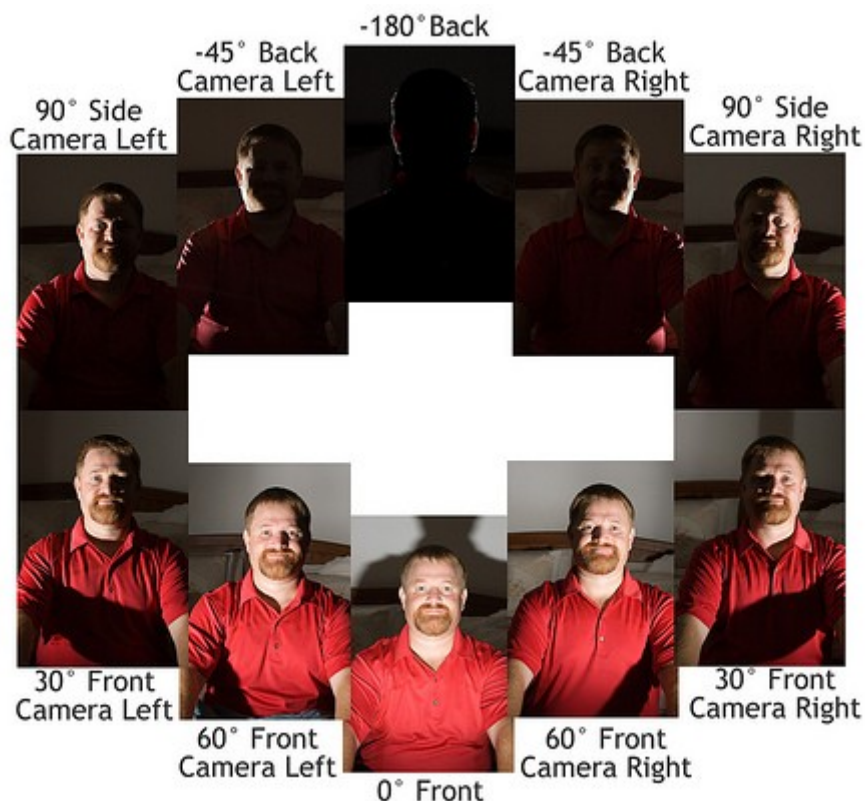 -180° Back
-45° Back
Camera Left
-45° Back
Camera Right
90° Side
Camera Left
90° Side
Camera Right
30° Front
Camera Left
30° Front
Camera Right
60° Front
Camera Left
60° Front
Camera Right
0° Front